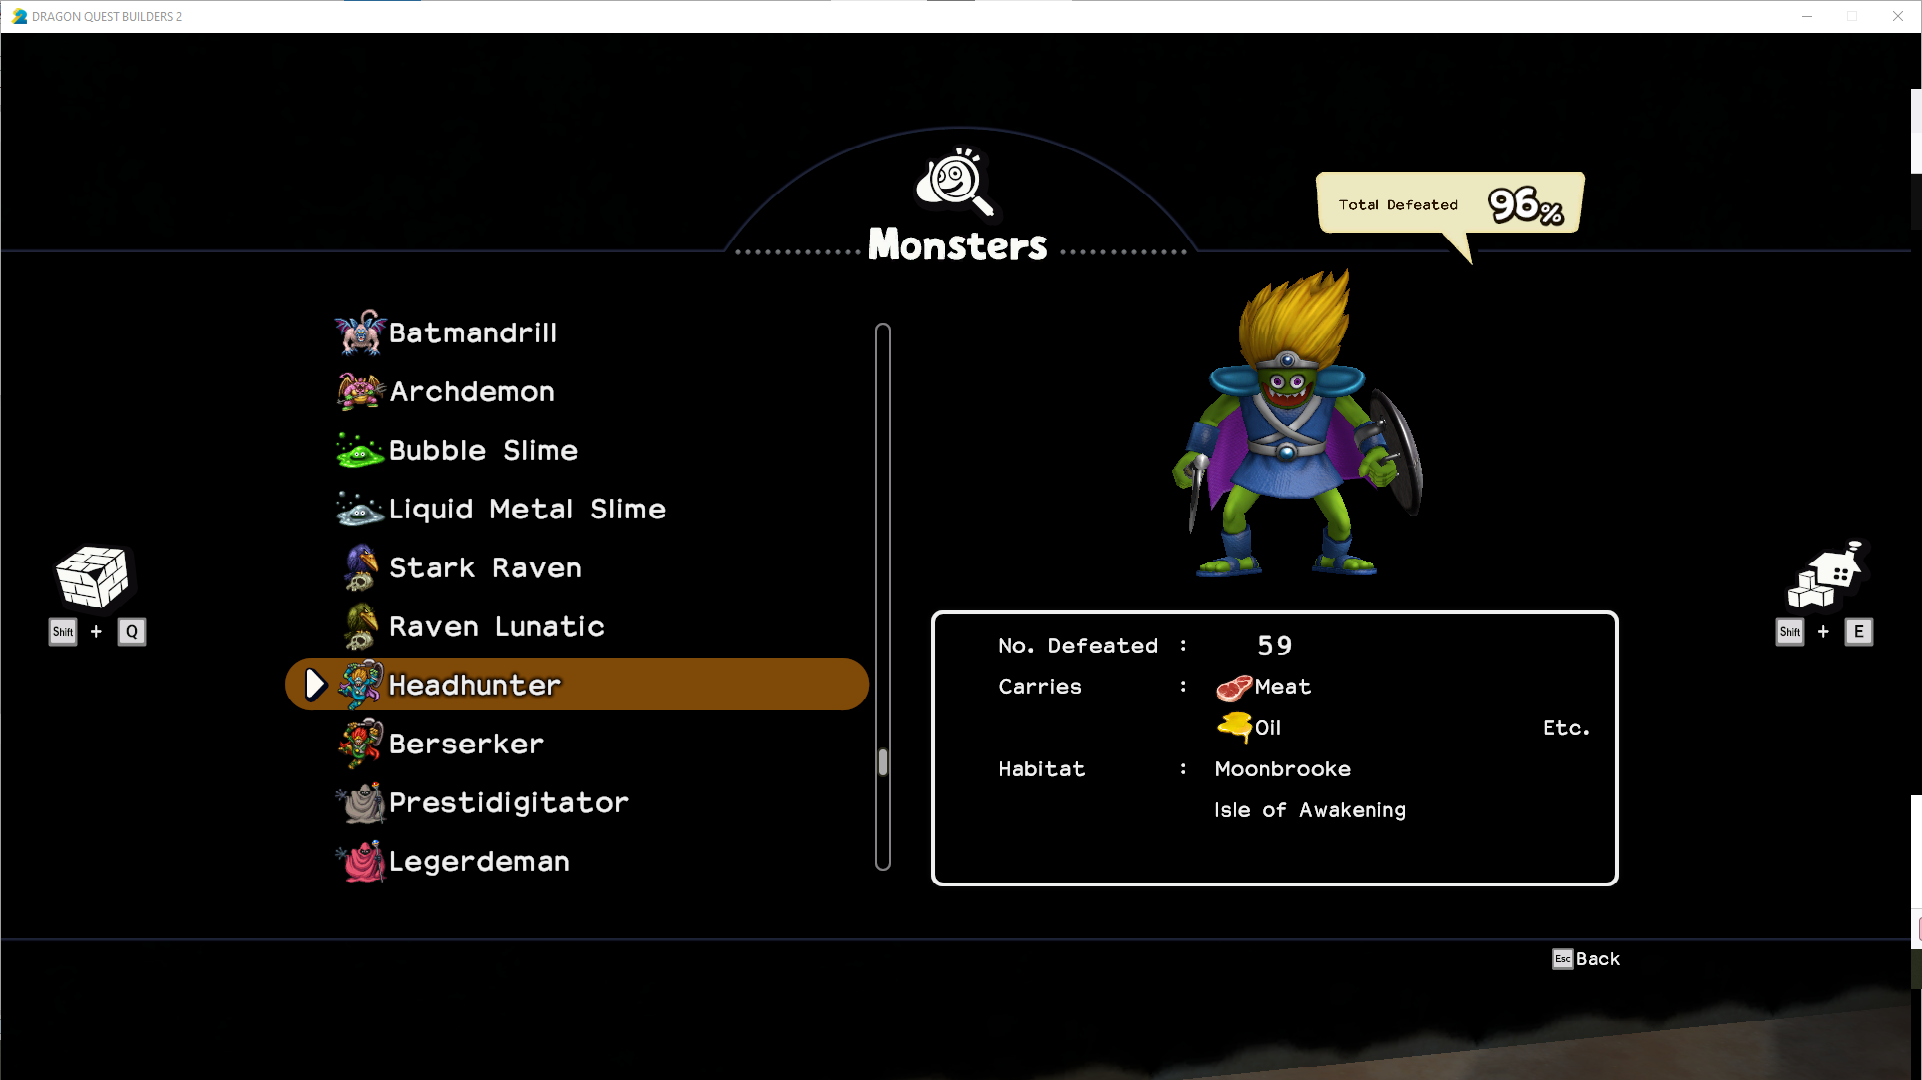 DRAGON QUEST BUILDERS 2
Total Defeated 96%
Monsters
Batmandrill
Archdemon
Bubble Slime
Liquid Metal Slime
Stark Raven
Raven Lunatic
Headhunter
Berserker
Prestidigitator
Legerdeman
Shift + Q
No. Defeated : 59
Carries : Meat
Oil Etc.
Habitat : Moonbrooke
Isle of Awakening
Shift + E
Esc Back